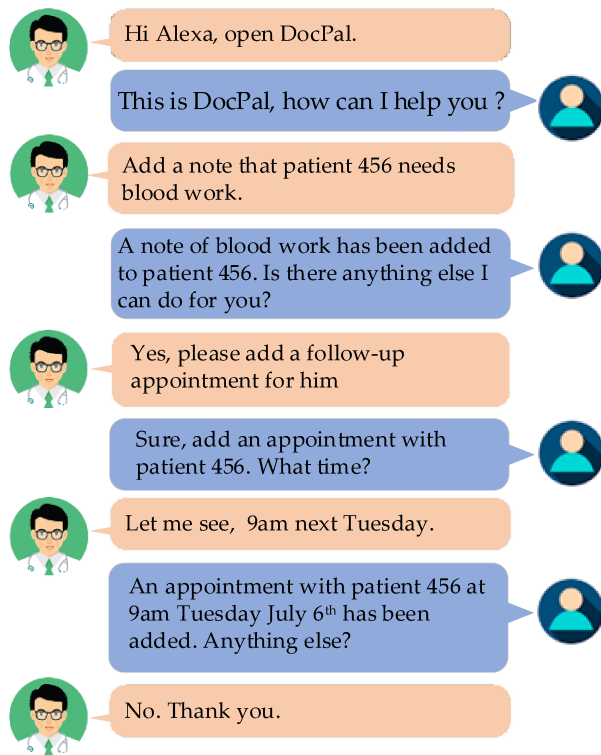 Hi Alexa, open DocPal.
This is DocPal, how can I help you ?
Add a note that patient 456 needs
blood work.
A note of blood work has been added
to patient 456. Is there anything else I
can do for you?
Yes, please add a follow-up
appointment for him
Sure, add an appointment with
patient 456. What time?
Let me see,  9am next Tuesday.
An appointment with patient 456 at
9am Tuesday July 6th has been
added. Anything else?
No. Thank you.